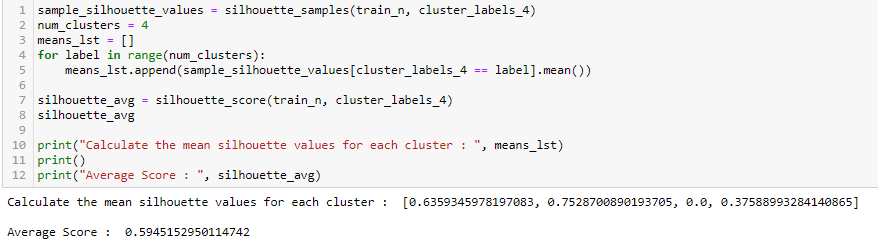 1 sample_silhouette_values = silhouette_samples(train_n, cluster_labels_4)
2 num_clusters = 4
3 means_lst = []
4 for label in range(num_clusters):
5     means_lst.append(sample_silhouette_values[cluster_labels_4 == label].mean())
6
7 silhouette_avg = silhouette_score(train_n, cluster_labels_4)
8 silhouette_avg
9
10 print("Calculate the mean silhouette values for each cluster : ", means_lst)
11 print()
12 print("Average Score : ", silhouette_avg)
Calculate the mean silhouette values for each cluster :  [0.6359345978197083, 0.7528700890193705, 0.0, 0.37588993284140865]
Average Score :  0.5945152950114742